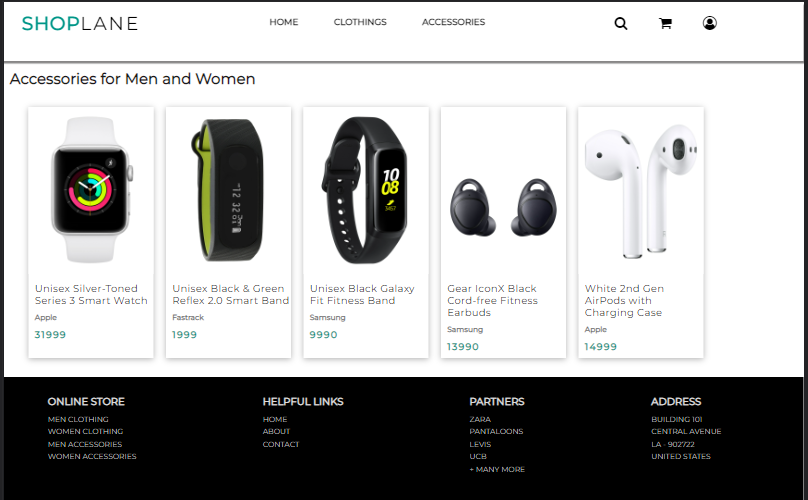 SHOPLANE
HOME
CLOTHINGS
ACCESSORIES
Accessories for Men and Women
10
08
3457
Unisex Silver-Toned
Series 3 Smart Watch
Apple
31999
Unisex Black & Green
Reflex 2.0 Smart Band
Fastrack
1999
Unisex Black Galaxy
Fit Fitness Band
Samsung
9990
Gear IconX Black
Cord-free Fitness
Earbuds
Samsung
13990
White 2nd Gen
AirPods with
Charging Case
Apple
14999
ONLINE STORE
MEN CLOTHING
WOMEN CLOTHING
MEN ACCESSORIES
WOMEN ACCESSORIES
HELPFUL LINKS
HOME
ABOUT
CONTACT
PARTNERS
ZARA
PANTALOONS
LEVIS
UCB
+ MANY MORE
ADDRESS
BUILDING 101
CENTRAL AVENUE
LA - 902722
UNITED STATES